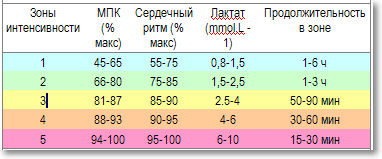 Зоны интенсивности МПК (% макс) Сердечный ритм (% макс) Лактат (mmol.L -1) Продолжительность в зоне
1 45-65 55-75 0,8-1,5 1-6 ч
2 66-80 75-85 1,5-2,5 1-3 ч
3 81-87 85-90 2.5-4 50-90 мин
4 88-93 90-95 4-6 30-60 мин
5 94-100 95-100 6-10 15-30 мин